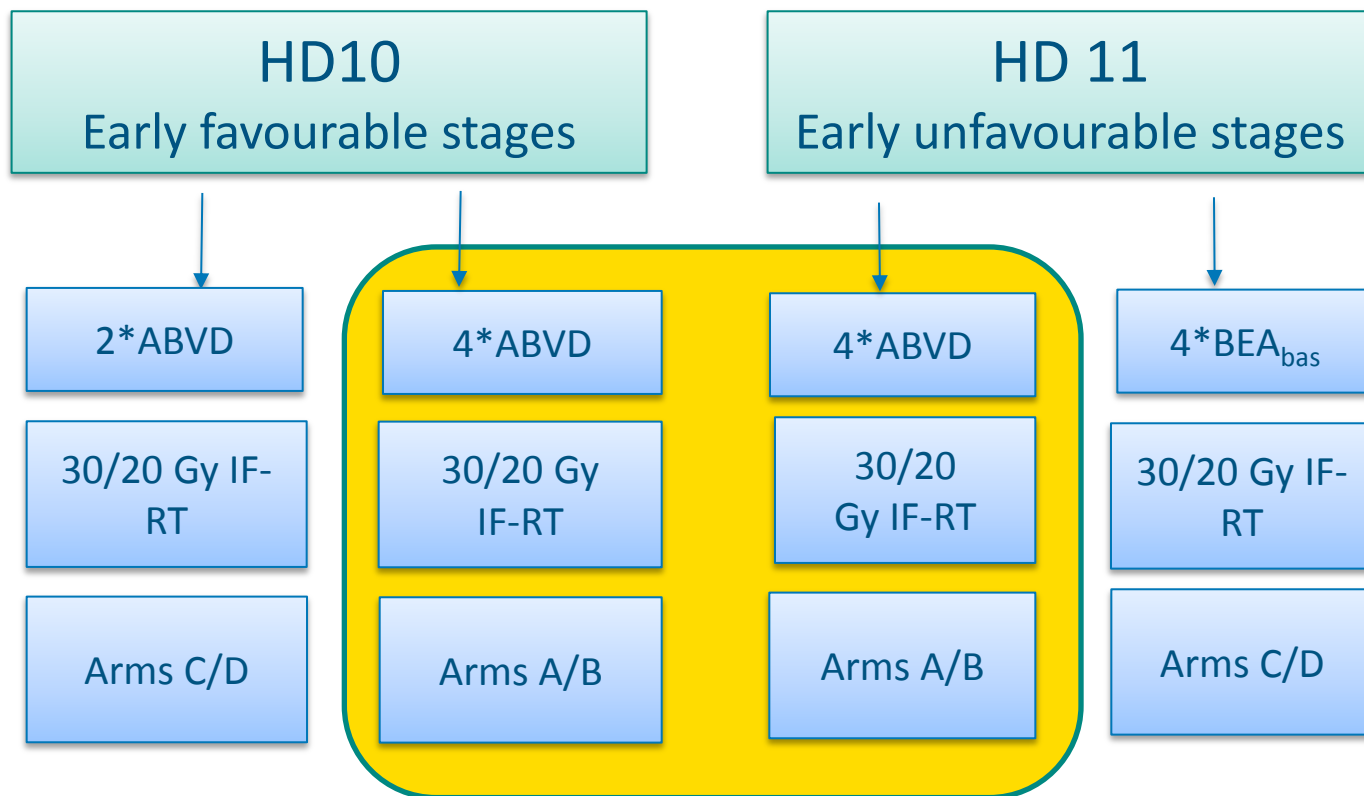 HD10
Early favourable stages
HD 11
Early unfavourable stages
2*ABVD
4*ABVD
4*ABVD
4*BEAbas
30/20 Gy IF-
RT
30/20 Gy
IF-RT
30/20
Gy IF-RT
30/20 Gy IF-
RT
Arms C/D
Arms A/B
Arms A/B
Arms C/D